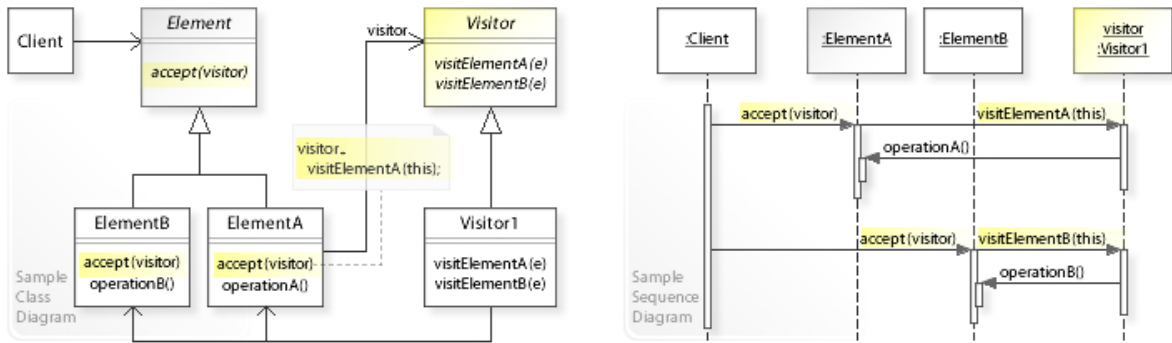 Client
Element
accept(visitor)
visitor
Visitor
visitElementA(e)
visitElementB(e)
visitor.
visitElementA(this);
ElementB
accept(visitor)
operationB()
ElementA
accept(visitor)
operationA()
Visitor1
visitElementA(e)
visitElementB(e)
Sample
Class
Diagram
:Client
:ElementA
:ElementB
visitor
:Visitor1
accept(visitor)
visitElementA(this)
operationA()
accept(visitor)
visitElementB(this)
operationB()
Sample
Sequence
Diagram